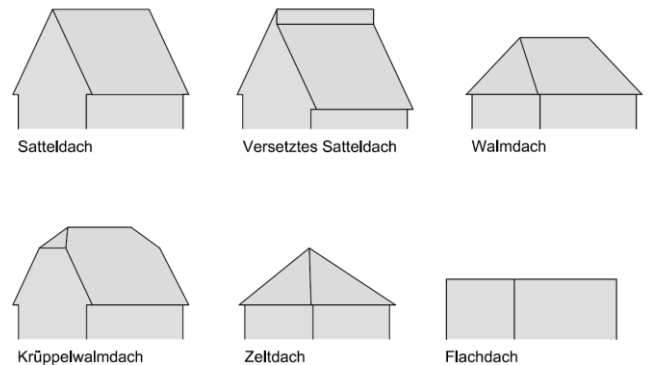 Satteldach
Versetztes Satteldach
Walmdach
Krüppelwalmdach
Zeltdach
Flachdach